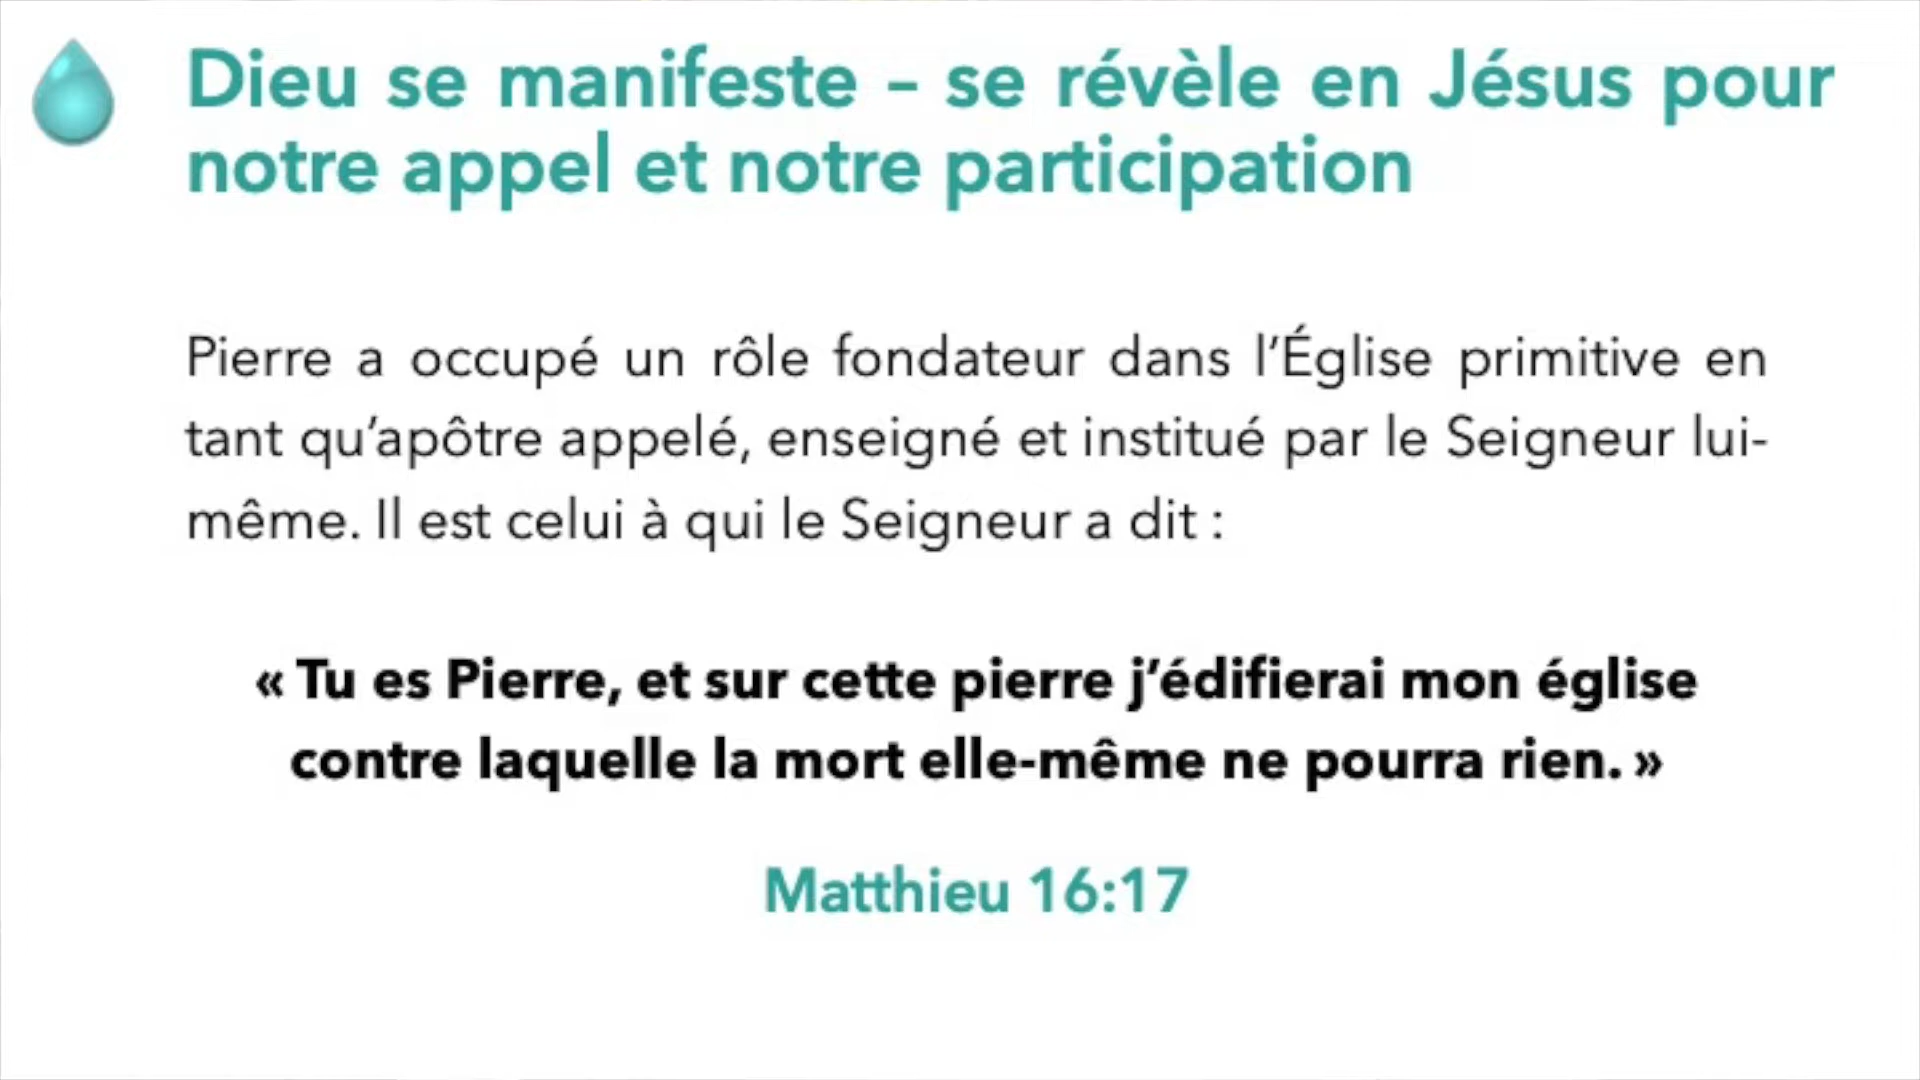 Dieu se manifeste – se révèle en Jésus pour
notre appel et notre participation
Pierre a occupé un rôle fondateur dans l’Église primitive en
tant qu’apôtre appelé, enseigné et institué par le Seigneur lui-
même. Il est celui à qui le Seigneur a dit :
« Tu es Pierre, et sur cette pierre j’édifierai mon église
contre laquelle la mort elle-même ne pourra rien. »
Matthieu 16:17